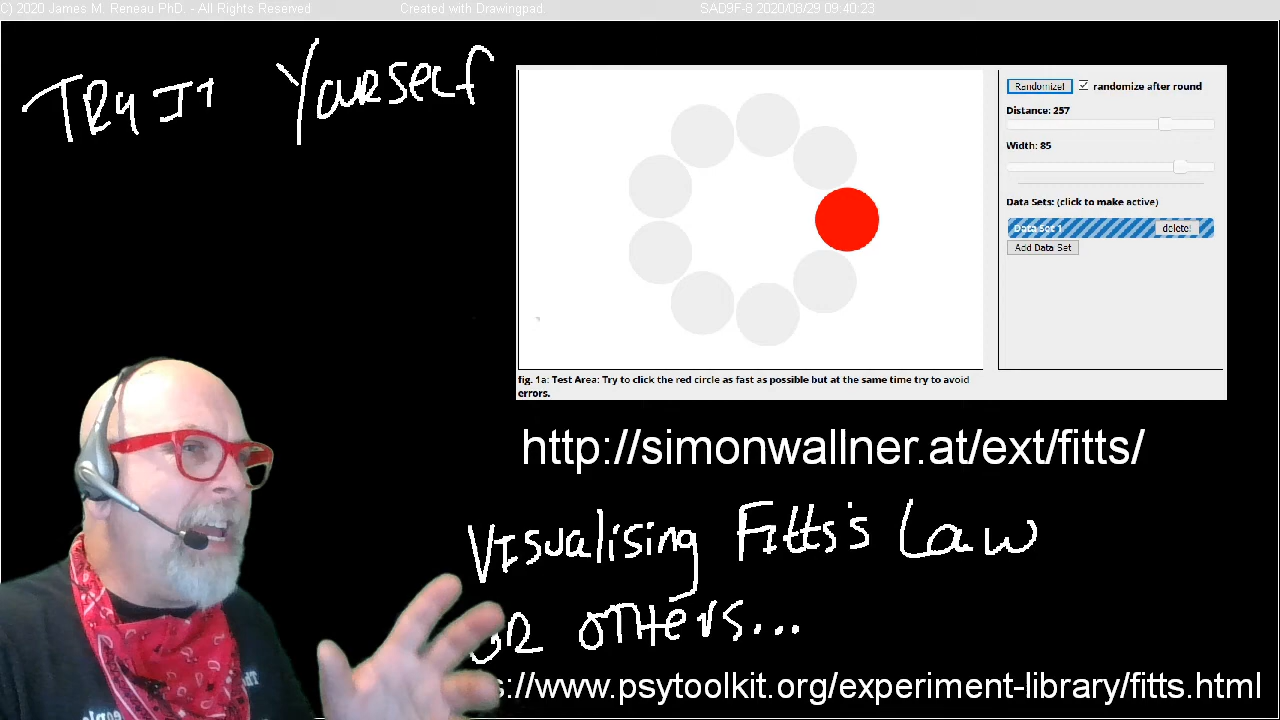 C) 2020 James M. Reneau PhD. - All Rights Reserved Created with Drawingpad SAD9F-8 2020/08/29 09:40:23
TRY IT Yourself
Randomize! randomize after round
Distance: 257
Width: 85
Data Sets: (click to make active)
Data Set 1 delete!
Add Data Set
fig. 1a: Test Area: Try to click the red circle as fast as possible but at the same time try to avoid
errors.
http://simonwallner.at/ext/fitts/
Visualising Fitts's Law
OR OTHERS...
s://www.psytoolkit.org/experiment-library/fitts.html